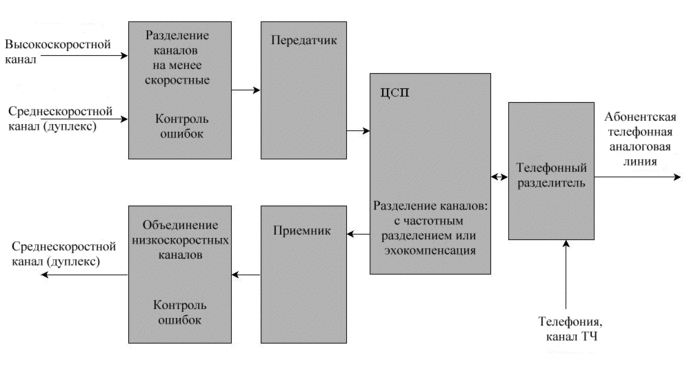 Высокоскоростной
канал
Среднескоростной
канал (дуплекс)
Разделение
каналов
на менее
скоростные
Контроль
ошибок
Передатчик
ЦСП
Разделение каналов:
с частотным
разделением или
эхокомпенсация
Телефонный
разделитель
Абонентская
телефонная
аналоговая
линия
Среднескоростной
канал (дуплекс)
Объединение
низкоскоростных
каналов
Контроль
ошибок
Приемник
Телефония,
канал ТЧ